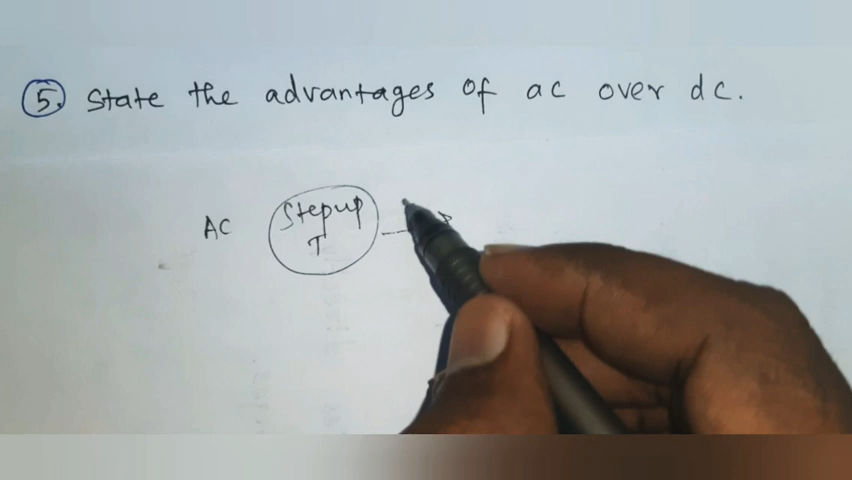 5. State the advantages of ac over dc.
AC Stepup
T